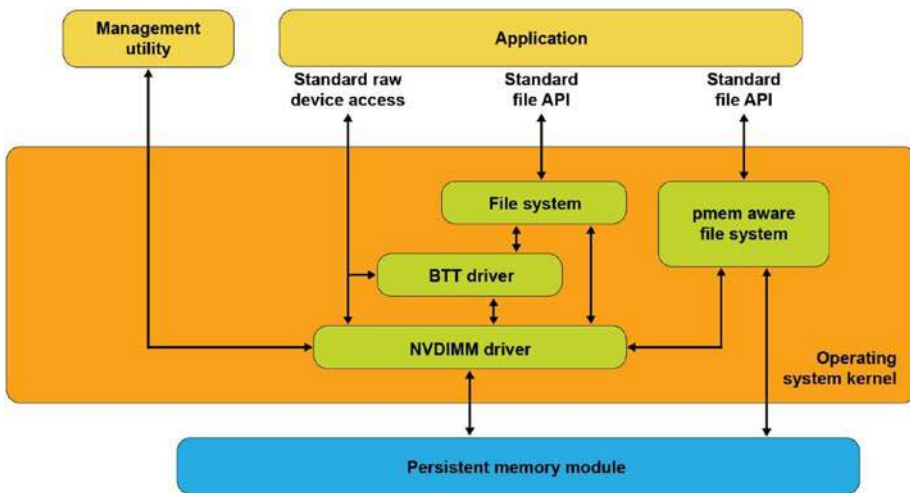 Management
utility
Application
Standard raw
device access
Standard
file API
Standard
file API
File system
pmem aware
file system
BTT driver
NVDIMM driver
Operating
system kernel
Persistent memory module